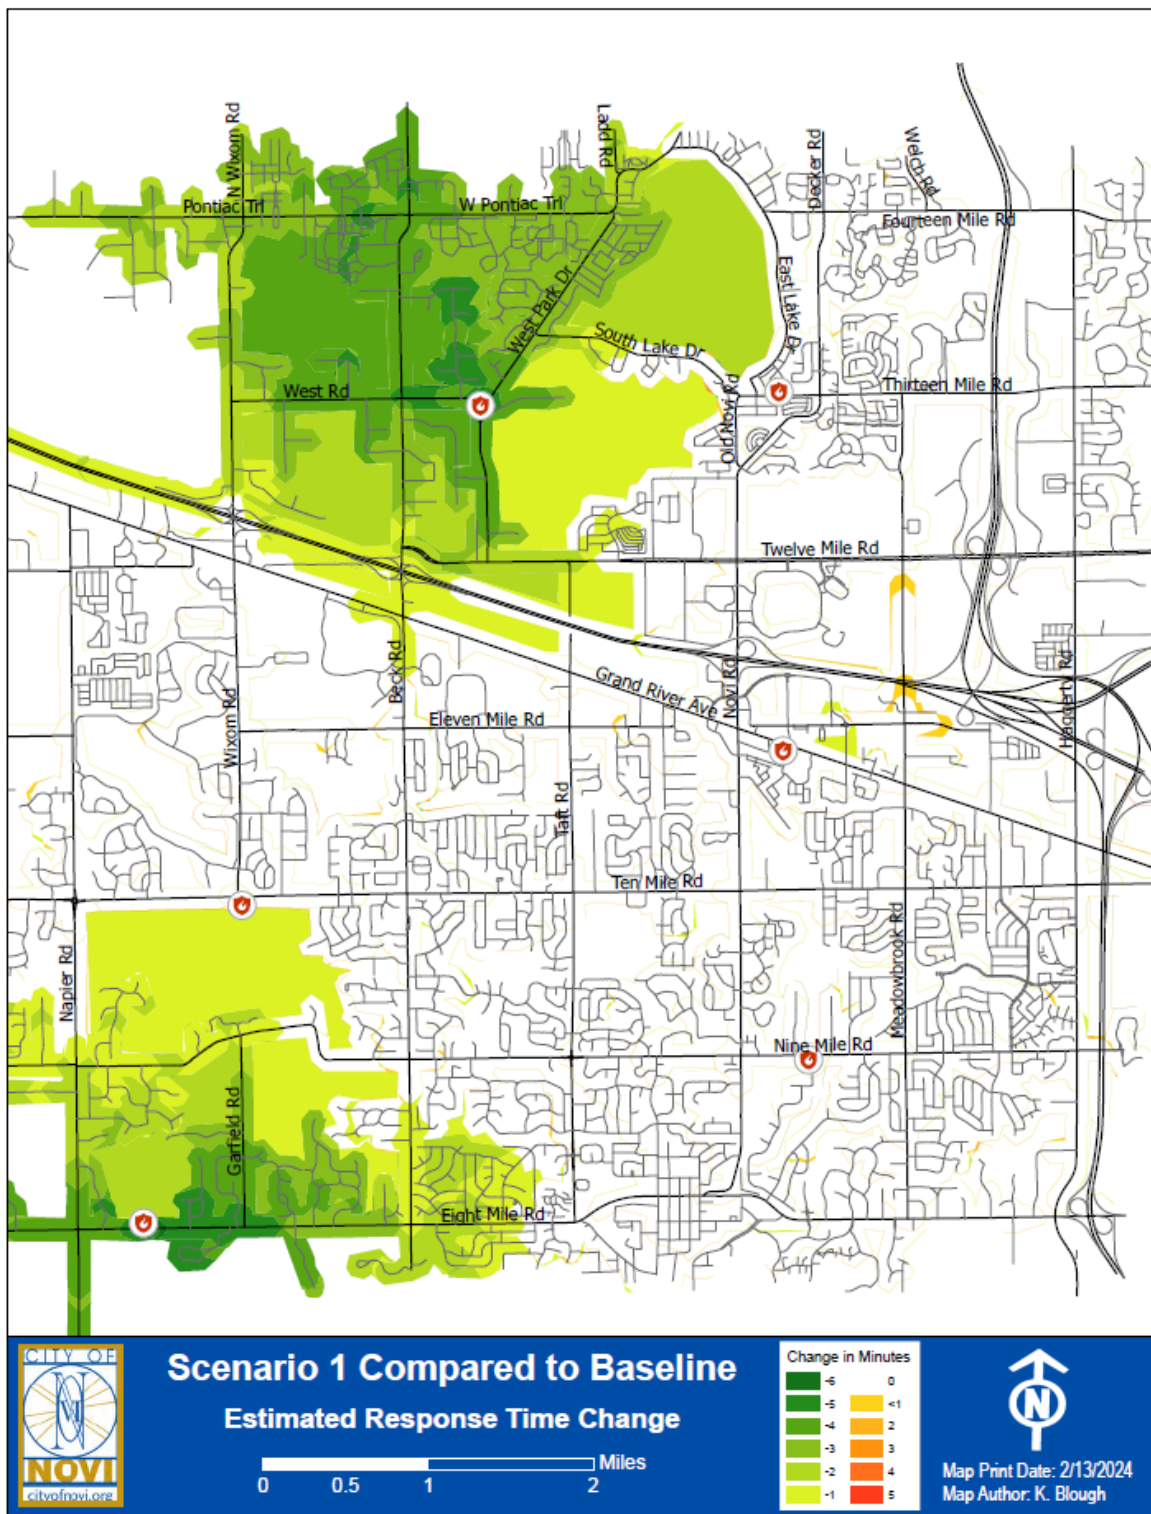 N Wixom Rd
Ladd Rd
Decker Rd
Welch Rd
Pontiac Trl
W Pontiac Trl
Fourteen Mile Rd
East Lake Dr
West Park Dr
South Lake Dr
West Rd
Thirteen Mile Rd
Old Novi Rd
Twelve Mile Rd
Beck Rd
Grand River Ave
Novi Rd
Haggerty Rd
Wixom Rd
Eleven Mile Rd
Taft Rd
Ten Mile Rd
Napier Rd
Meadowbrook Rd
Nine Mile Rd
Garfield Rd
Eight Mile Rd
CITY OF
NOVI
cityofnovi.org
Scenario 1 Compared to Baseline
Estimated Response Time Change
Miles
0 0.5 1 2
Change in Minutes
-6 0
-5 <1
-4 2
-3 3
-2 4
-1 5
N
Map Print Date: 2/13/2024
Map Author: K. Blough